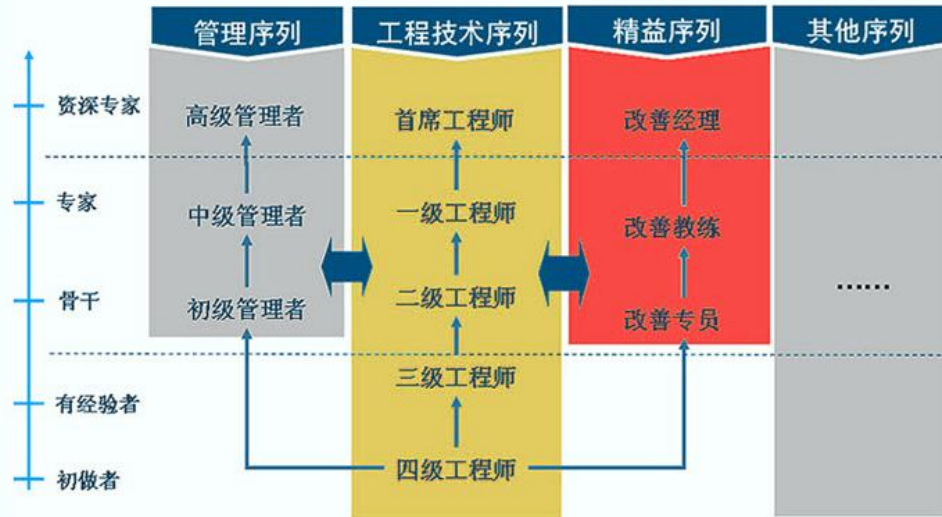 管理序列 工程技术序列 精益序列 其他序列
资深专家 高级管理者 首席工程师 改善经理
专家 中级管理者 一级工程师 改善教练
骨干 初级管理者 二级工程师 改善专员 ……
有经验者 三级工程师
初做者 四级工程师